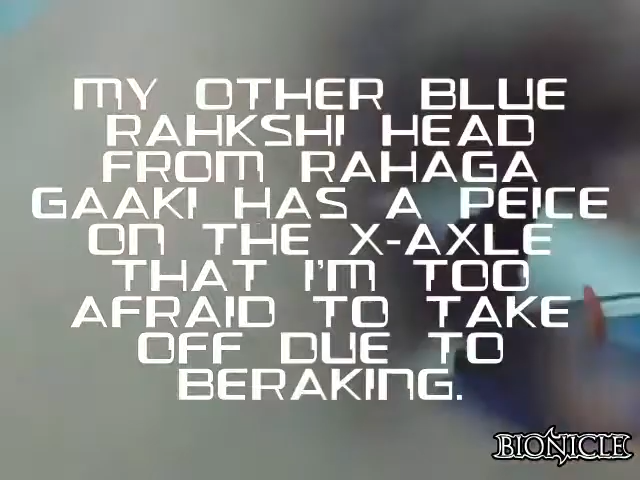 MY OTHER BLUE
RAHKSHI HEAD
FROM RAHAGA
GAAKI HAS A PEICE
ON THE X-AXLE
THAT I'M TOO
AFRAID TO TAKE
OFF DUE TO
BERAKING.
BIONICLE